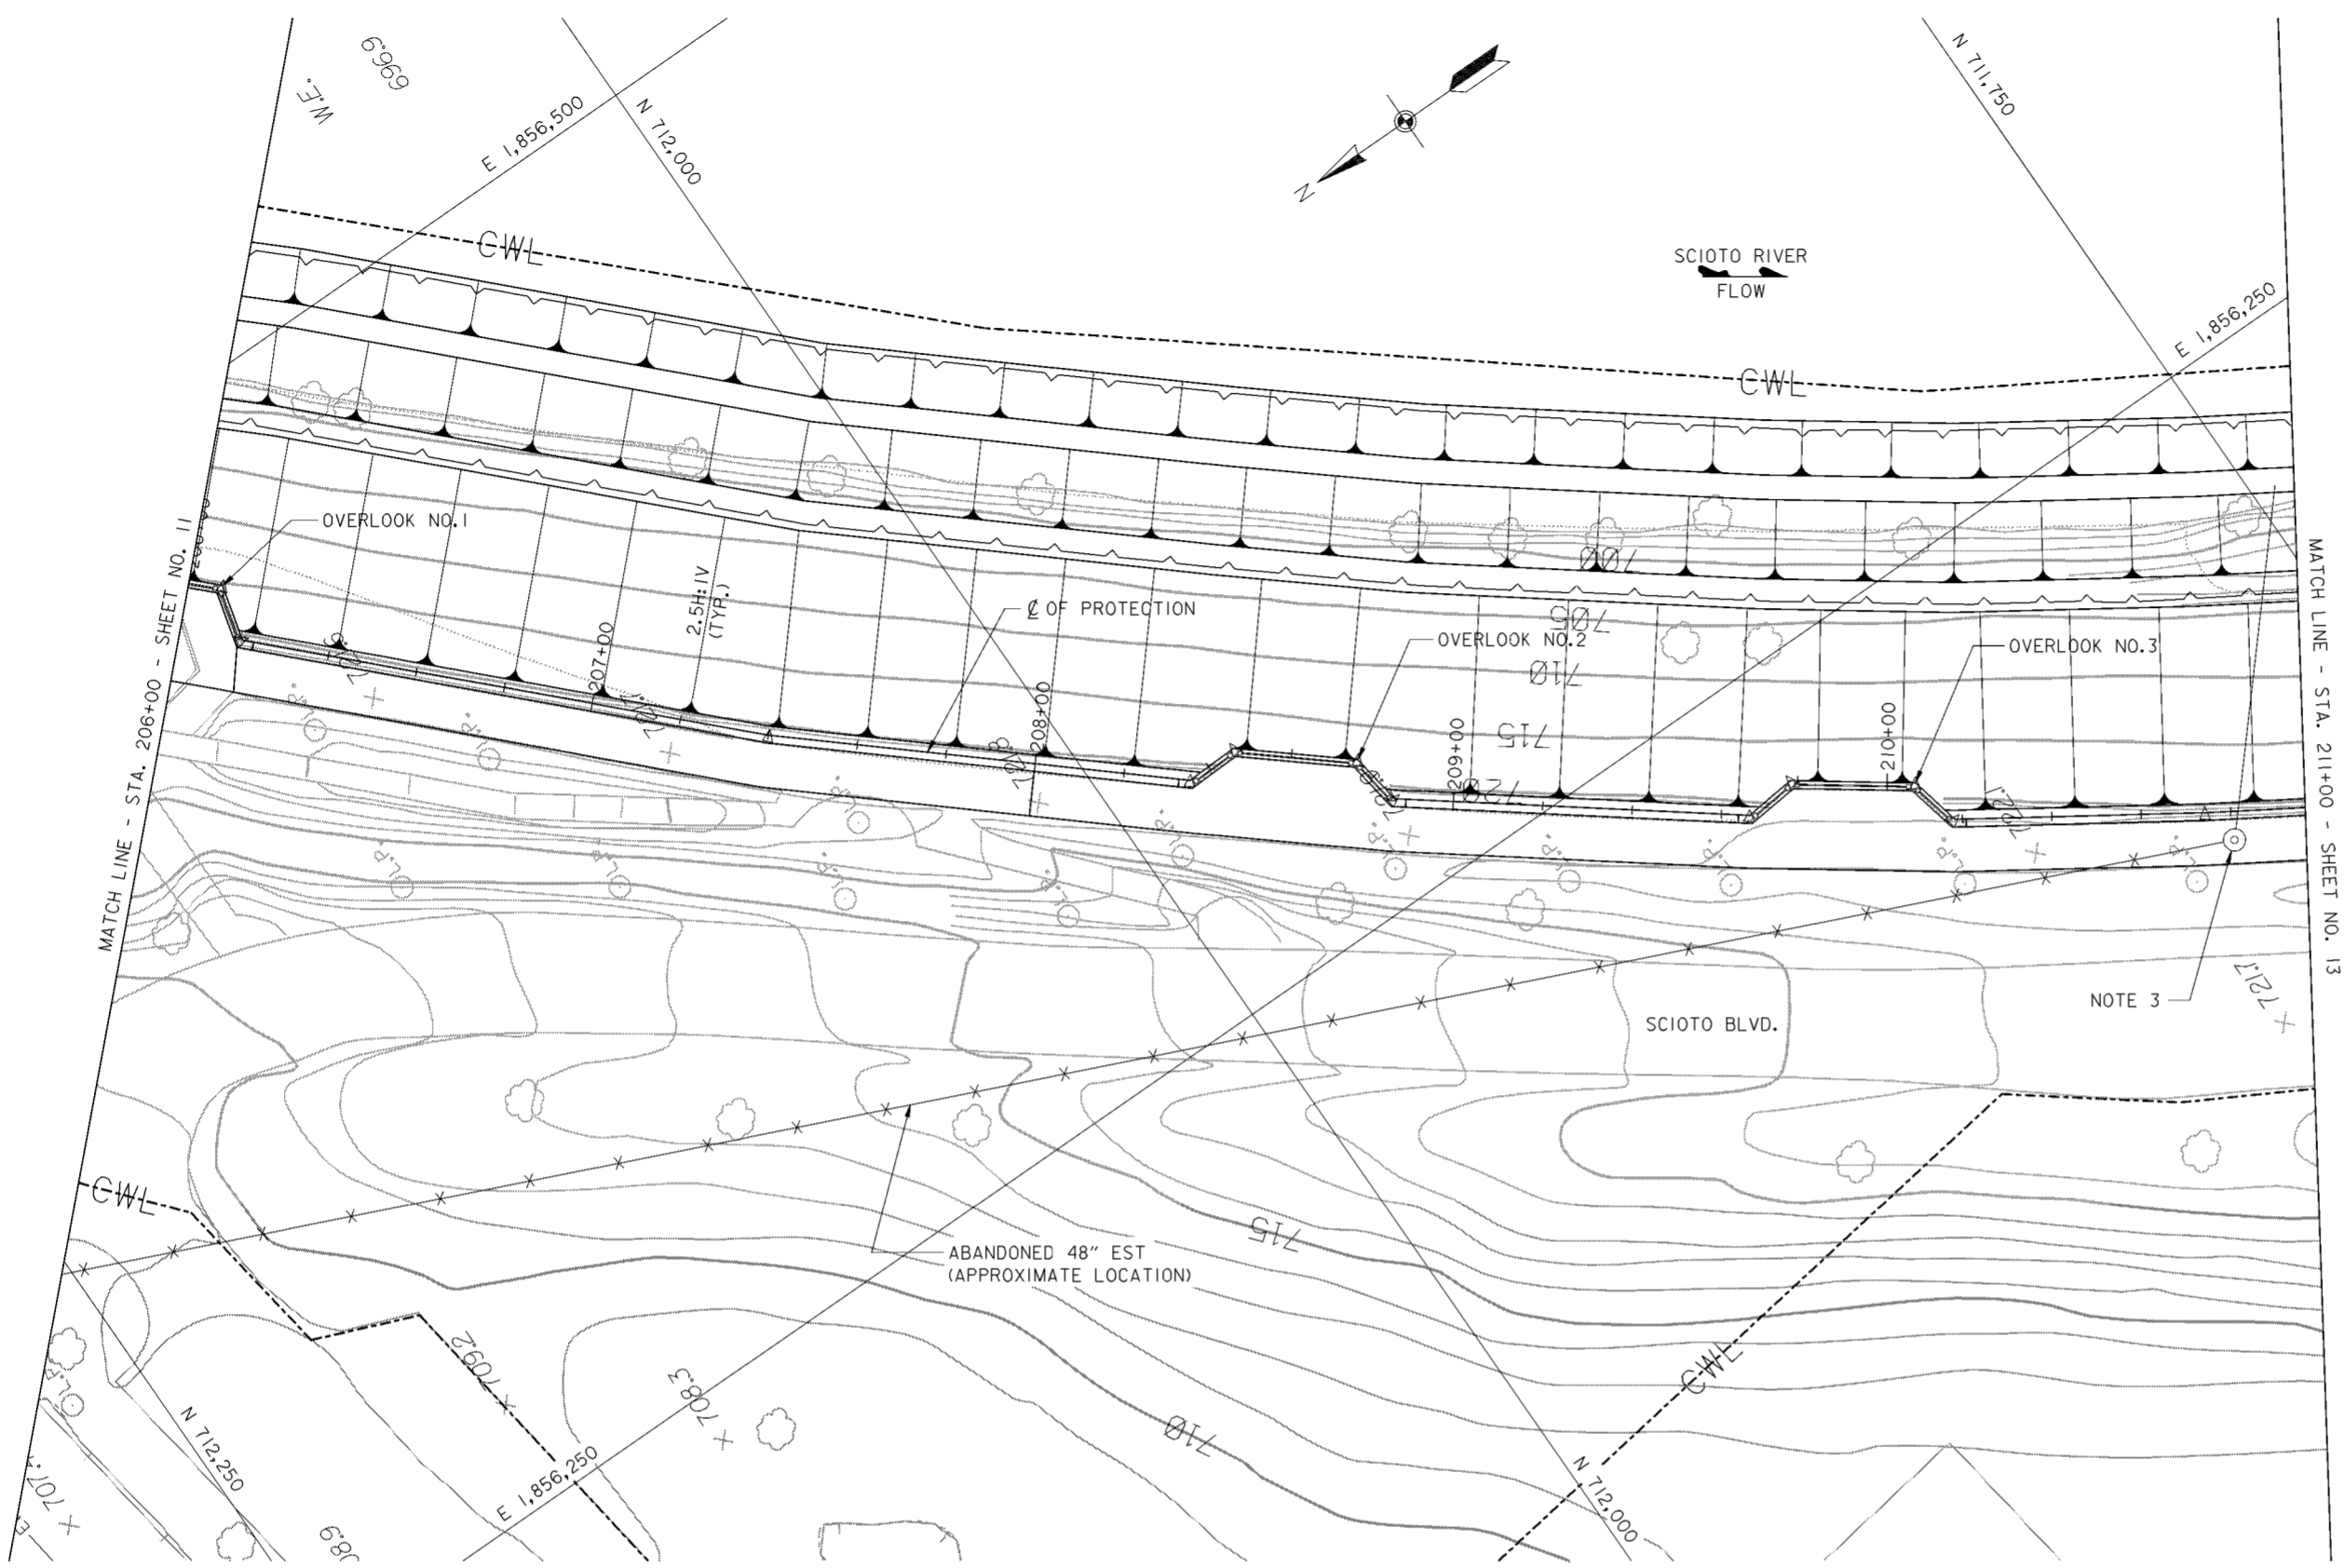 699.9
W.E.
E 1,856,500
N 712,000
N
N 711,750
SCIOTO RIVER
FLOW
E 1,856,250
CWL
CWL
MATCH LINE - STA. 206+00 - SHEET NO. 11
OVERLOOK NO.1
207+00
2.5H:1V
(TYP.)
℄ OF PROTECTION
208+00
OVERLOOK NO.2
209+00
700
705
710
715
720
OVERLOOK NO.3
210+00
MATCH LINE - STA. 211+00 - SHEET NO. 13
L.P.
L.P.
L.P.
L.P.
L.P.
L.P.
L.P.
L.P.
L.P.
L.P.
L.P.
L.P.
L.P.
NOTE 3
721.7
SCIOTO BLVD.
CWL
ABANDONED 48" EST
(APPROXIMATE LOCATION)
715
710
709.2
708.3
CWL
L.P.
N 712,250
E 1,856,250
N 712,000